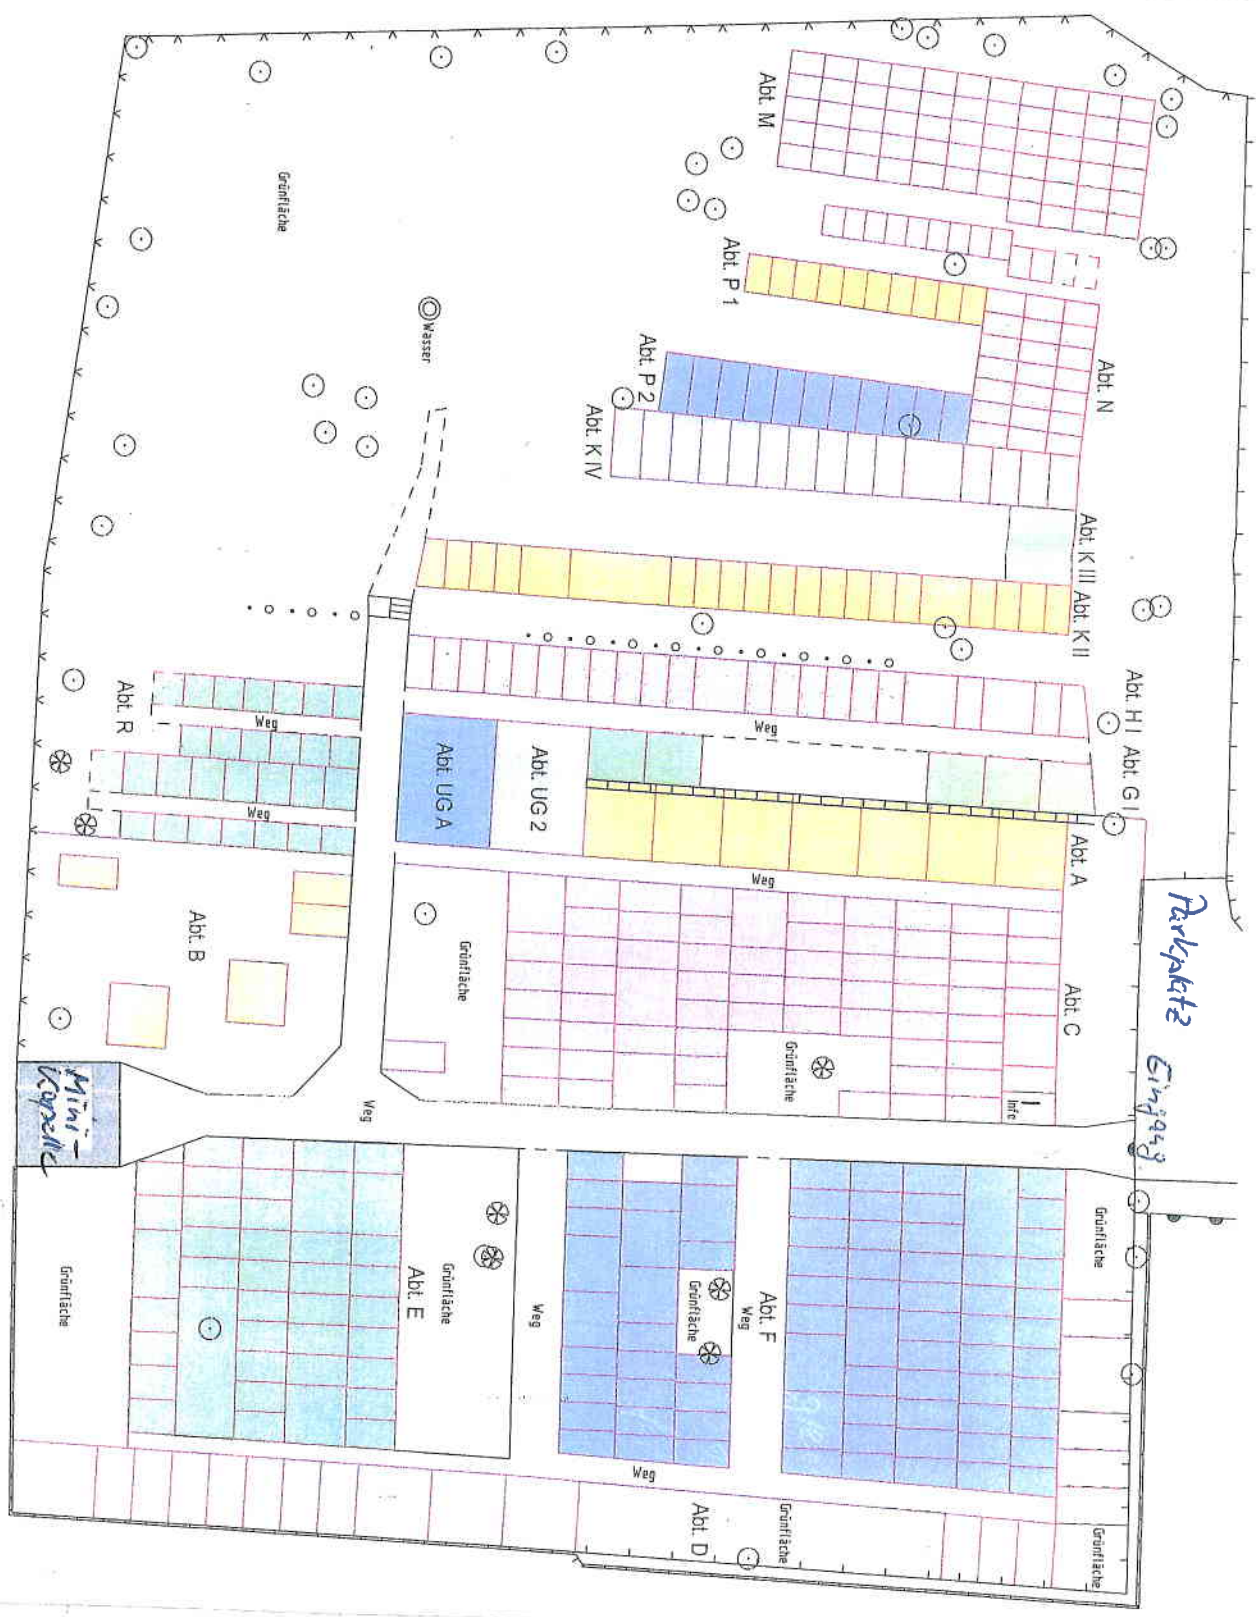 Abt. M
Grünfläche
Abt. P 1
Wasser
Abt. P 2
Abt. N
Abt. K IV
Abt. K III
Abt. K II
Abt. H I
Abt. G I
Abt. R
Weg
Weg
Weg
Abt. UG A
Abt. UG 2
Abt. A
Weg
Parkplatz
Eingang
Abt. B
Grünfläche
Abt. C
Grünfläche
Info
Mini-
Kapelle
Weg
Grünfläche
Abt. E
Grünfläche
Weg
Grünfläche
Abt. F
Weg
Grünfläche
Weg
Abt. D
Grünfläche
Grünfläche